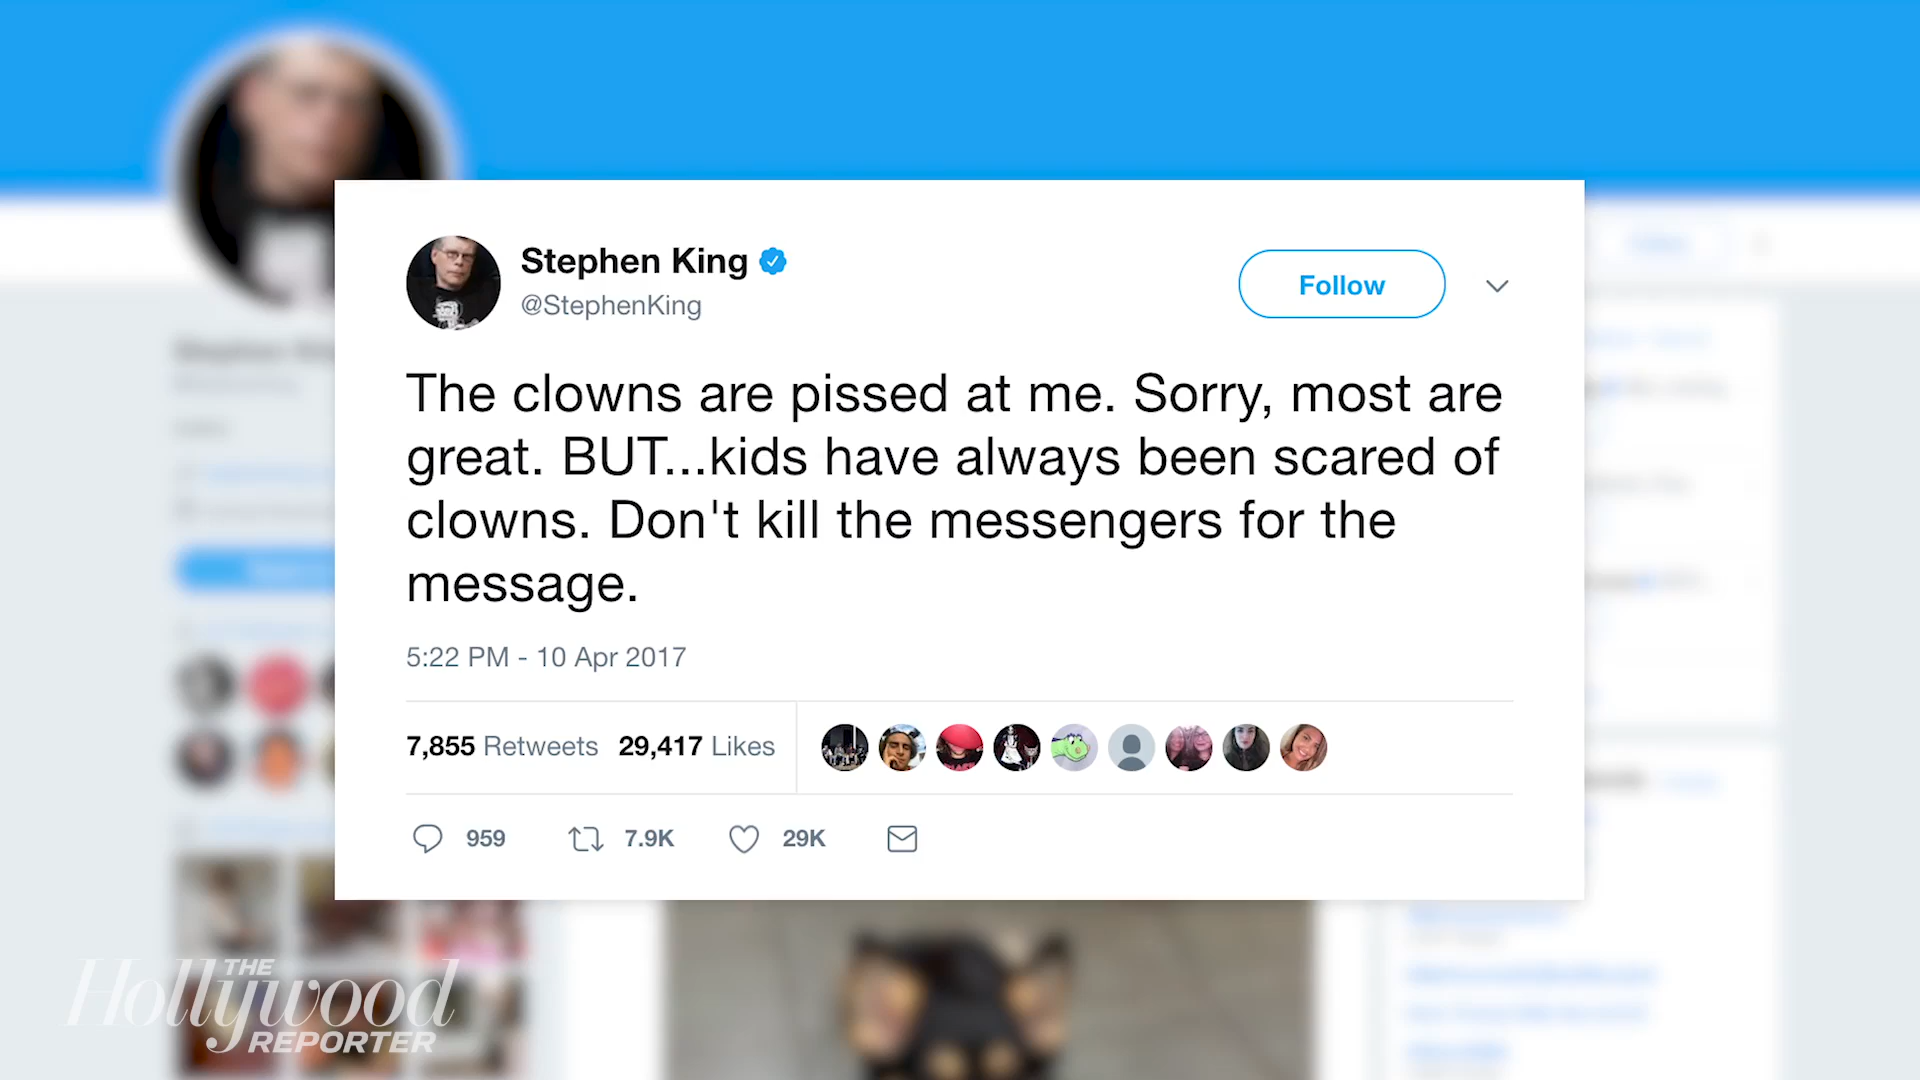 Stephen King
@StephenKing
Follow
The clowns are pissed at me. Sorry, most are
great. BUT...kids have always been scared of
clowns. Don't kill the messengers for the
message.
5:22 PM - 10 Apr 2017
7,855 Retweets 29,417 Likes
959 7.9K 29K
THE
Hollywood
REPORTER